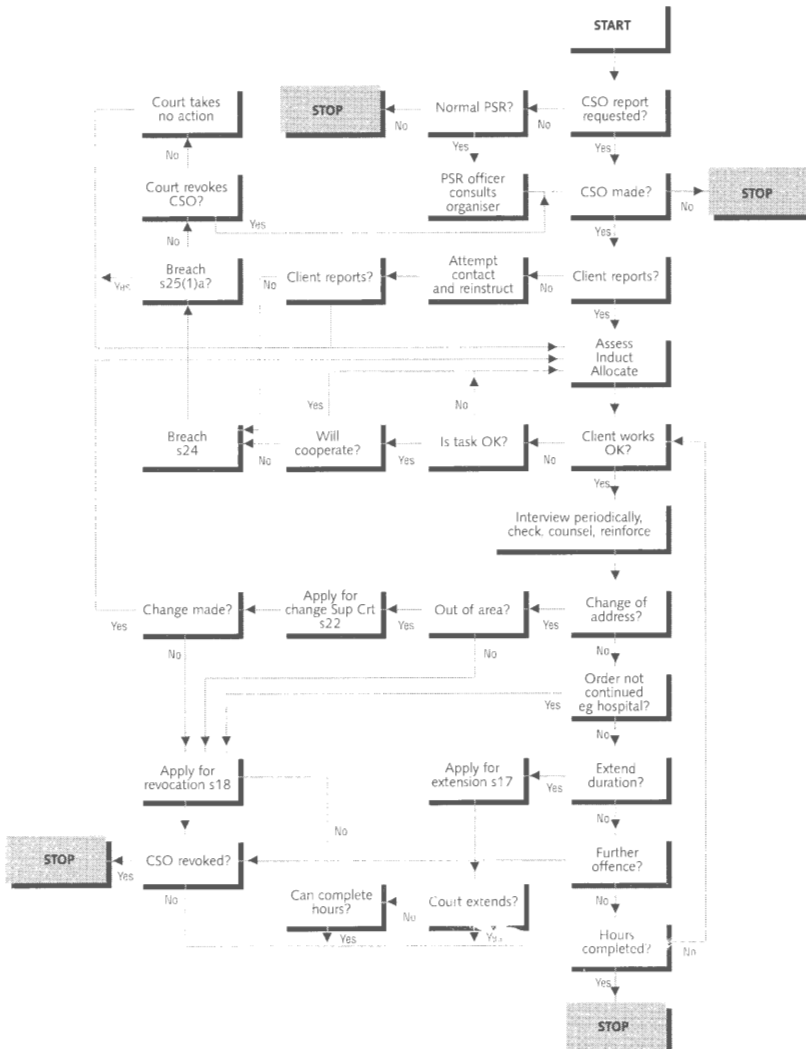 START
Court takes
no action
STOP
Normal PSR?
CSO report
requested?
No
No
Yes
Yes
No
Court revokes
CSO?
PSR officer
consults
organiser
CSO made?
STOP
Yes
No
No
Yes
Breach
s25(1)a?
Client reports?
Attempt
contact
and reinstruct
Client reports?
Yes
No
No
Yes
Assess
Induct
Allocate
Yes
No
Breach
s24
Will
cooperate?
Is task OK?
Client works
OK?
No
Yes
No
Yes
Interview periodically,
check, counsel, reinforce
Change made?
Apply for
change Sup Crt
s22
Out of area?
Change of
address?
Yes
Yes
Yes
No
No
No
Order not
continued
eg hospital?
Yes
No
Apply for
revocation s18
Apply for
extension s17
Extend
duration?
Yes
No
No
STOP
CSO revoked?
Further
offence?
Yes
No
Can complete
hours?
Court extends?
No
No
Yes
Yes
Hours
completed?
No
Yes
STOP